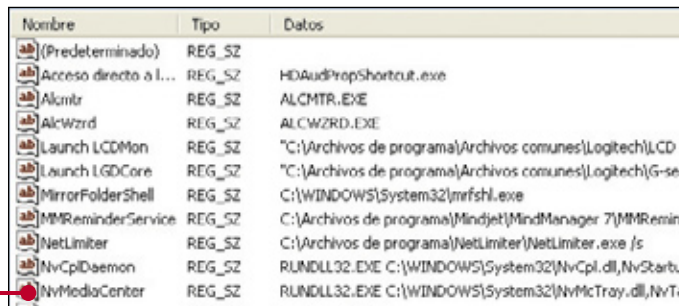 Nombre Tipo Datos
(Predeterminado) REG_SZ
Acceso directo a l... REG_SZ HDAudPropShortcut.exe
Alcmtr REG_SZ ALCMTR.EXE
AlcWzrd REG_SZ ALCWZRD.EXE
Launch LCDMon REG_SZ "C:\Archivos de programa\Archivos comunes\Logitech\LCD
Launch LGDCore REG_SZ "C:\Archivos de programa\Archivos comunes\Logitech\G-se
MirrorFolderShell REG_SZ C:\WINDOWS\System32\mrfshl.exe
MMReminderService REG_SZ C:\Archivos de programa\Mindjet\MindManager 7\MMRemin
NetLimiter REG_SZ C:\Archivos de programa\NetLimiter\NetLimiter.exe /s
NvCplDaemon REG_SZ RUNDLL32.EXE C:\WINDOWS\System32\NvCpl.dll,NvStartu
NvMediaCenter REG_SZ RUNDLL32.EXE C:\WINDOWS\System32\NvMcTray.dll,NvTa